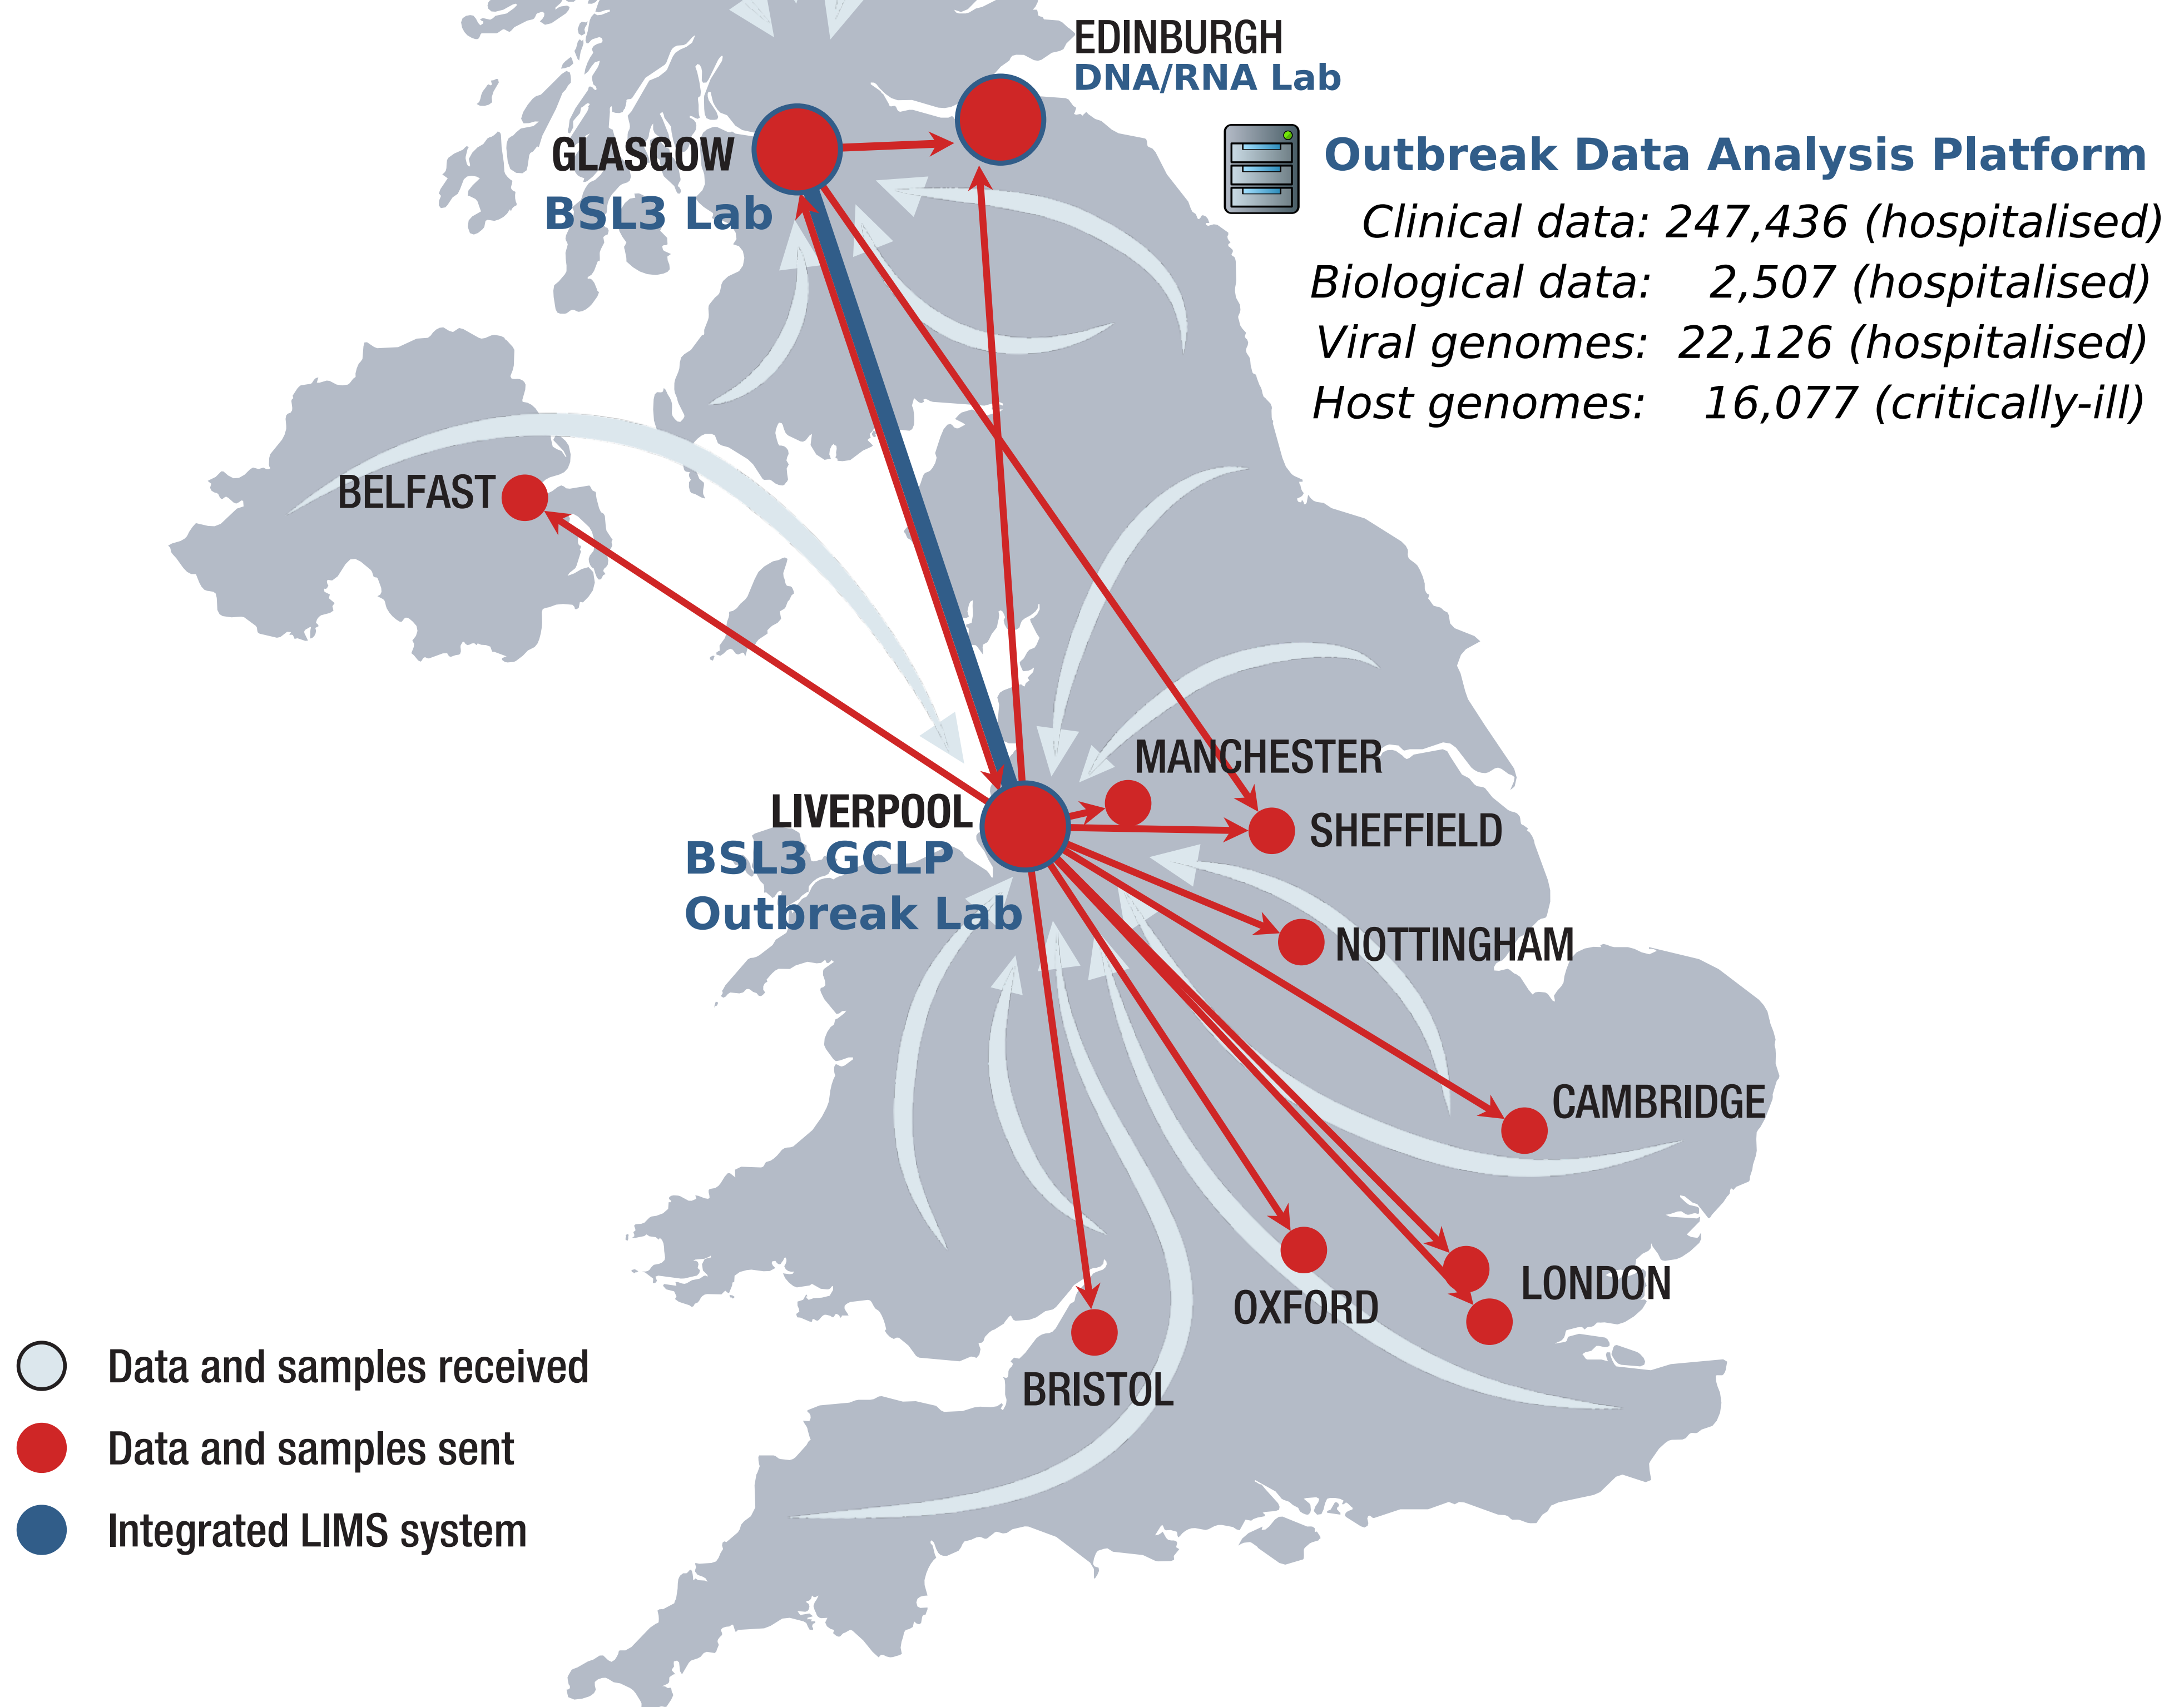 EDINBURGH
DNA/RNA Lab
GLASGOW
BSL3 Lab
Outbreak Data Analysis Platform
Clinical data: 247,436 (hospitalised)
Biological data: 2,507 (hospitalised)
Viral genomes: 22,126 (hospitalised)
Host genomes: 16,077 (critically-ill)
BELFAST
MANCHESTER
LIVERPOOL
BSL3 GCLP
Outbreak Lab
SHEFFIELD
NOTTINGHAM
CAMBRIDGE
LONDON
OXFORD
BRISTOL
Data and samples received
Data and samples sent
Integrated LIMS system